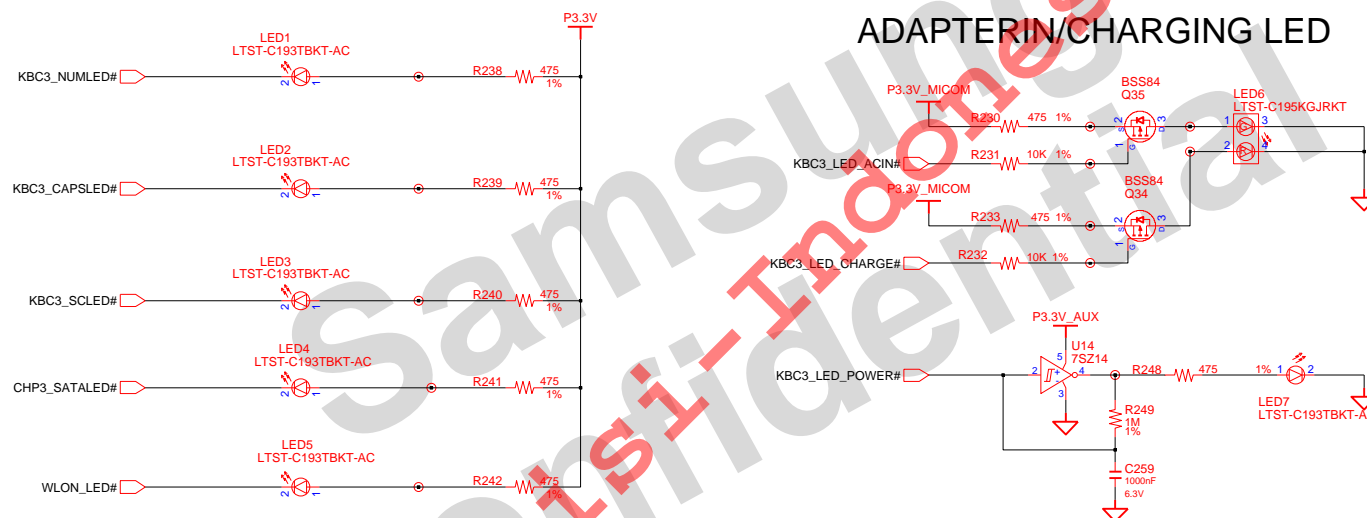 ADAPTERIN/CHARGING LED
P3.3V
LED1
LTST-C193TBKT-AC
KBC3_NUMLED#
2
1
R238
475
1%
LED2
LTST-C193TBKT-AC
KBC3_CAPSLED#
2
1
R239
475
1%
LED3
LTST-C193TBKT-AC
KBC3_SCLED#
2
1
R240
475
1%
LED4
LTST-C193TBKT-AC
CHP3_SATALED#
2
1
R241
475
1%
LED5
LTST-C193TBKT-AC
WLON_LED#
2
1
R242
475
1%
P3.3V_MICOM
R230
475 1%
BSS84
Q35
S 2
3 D
1 G
LED6
LTST-C195KGJRKT
1
3
2
4
KBC3_LED_ACIN#
R231
10K 1%
P3.3V_MICOM
R233
475 1%
BSS84
Q34
S 2
3 D
1 G
KBC3_LED_CHARGE#
R232
10K 1%
P3.3V_AUX
U14
7SZ14
5
2
4
3
KBC3_LED_POWER#
R248
475
1%
1
2
LED7
LTST-C193TBKT-A
R249
1M
1%
C259
1000nF
6.3V
Samsung
Confidential